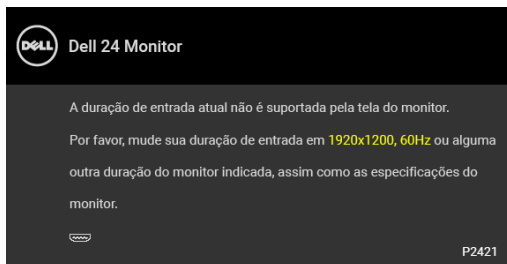 DELL Dell 24 Monitor
A duração de entrada atual não é suportada pela tela do monitor.
Por favor, mude sua duração de entrada em 1920x1200, 60Hz ou alguma
outra duração do monitor indicada, assim como as especificações do
monitor.
P2421